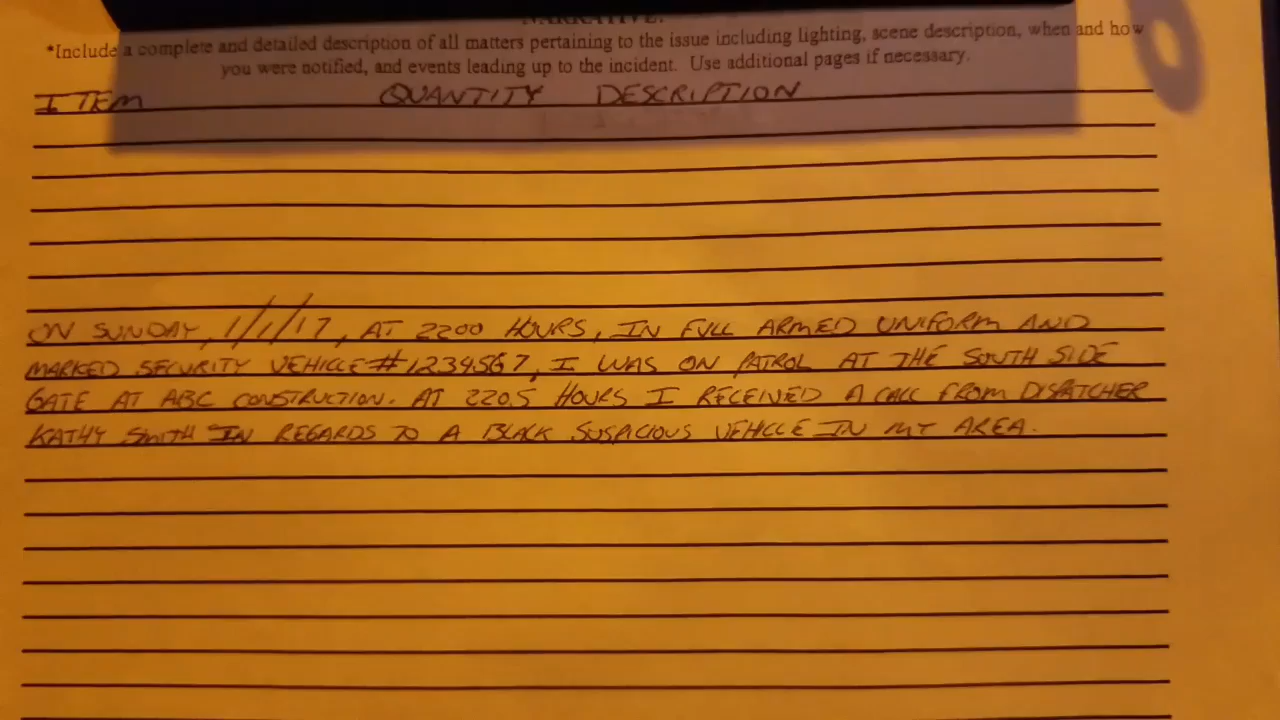 NARRATIVE:
*Include a complete and detailed description of all matters pertaining to the issue including lighting, scene description, when and how
you were notified, and events leading up to the incident. Use additional pages if necessary.
ITEM QUANTITY DESCRIPTION
ON SUNDAY, 1/1/17, AT 2200 HOURS, IN FULL ARMED UNIFORM AND
MARKED SECURITY VEHICLE #1234567, I WAS ON PATROL AT THE SOUTH SIDE
GATE AT ABC CONSTRUCTION. AT 2205 HOURS I RECEIVED A CALL FROM DISPATCHER
KATHY SMITH IN REGARDS TO A BLACK SUSPICIOUS VEHICLE IN MY AREA.